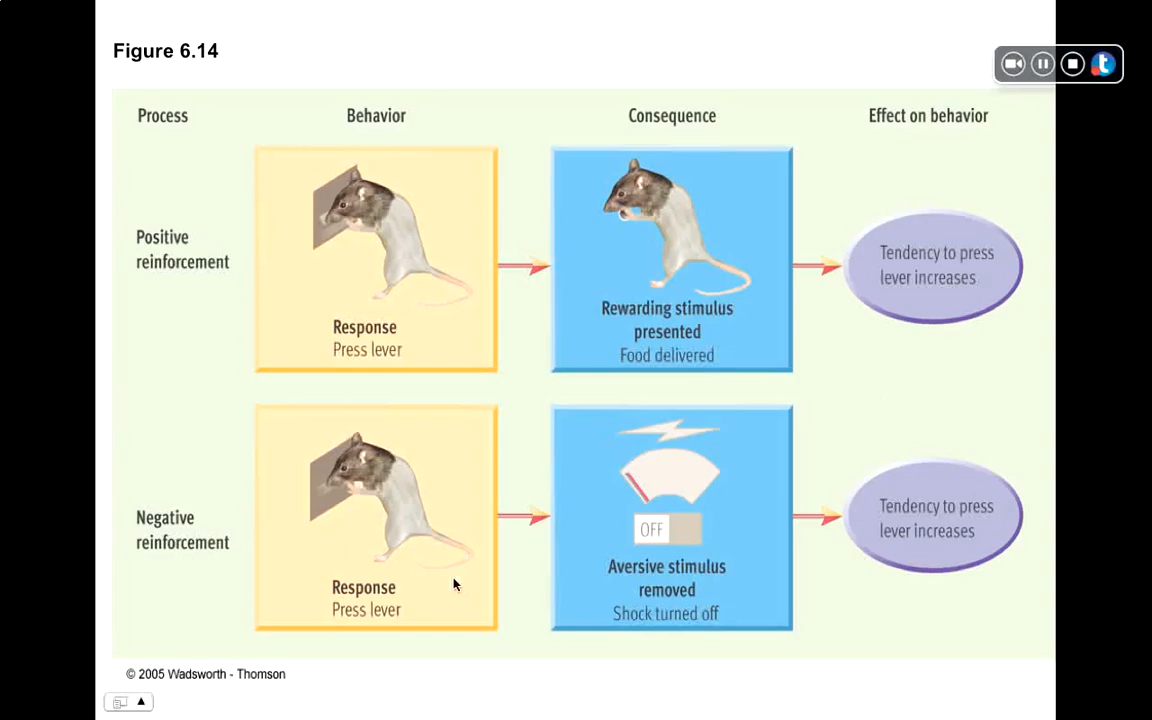 Figure 6.14
Process
Behavior
Consequence
Effect on behavior
Positive
reinforcement
Response
Press lever
Rewarding stimulus
presented
Food delivered
Tendency to press
lever increases
Negative
reinforcement
Response
Press lever
OFF
Aversive stimulus
removed
Shock turned off
Tendency to press
lever increases
© 2005 Wadsworth - Thomson
t